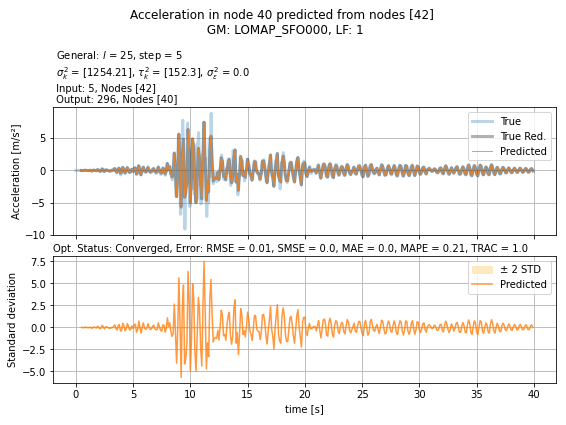 Acceleration in node 40 predicted from nodes [42]
GM: LOMAP_SFO000, LF: 1
General: l = 25, step = 5
σ²ₖ = [1254.21], τ²ₖ = [152.3], σ²ε = 0.0
Input: 5, Nodes [42]
Output: 296, Nodes [40]
Acceleration [m/s²]
5
0
−5
−10
True
True Red.
Predicted
Opt. Status: Converged, Error: RMSE = 0.01, SMSE = 0.0, MAE = 0.0, MAPE = 0.21, TRAC = 1.0
Standard deviation
7.5
5.0
2.5
0.0
−2.5
−5.0
± 2 STD
Predicted
0 5 10 15 20 25 30 35 40
time [s]